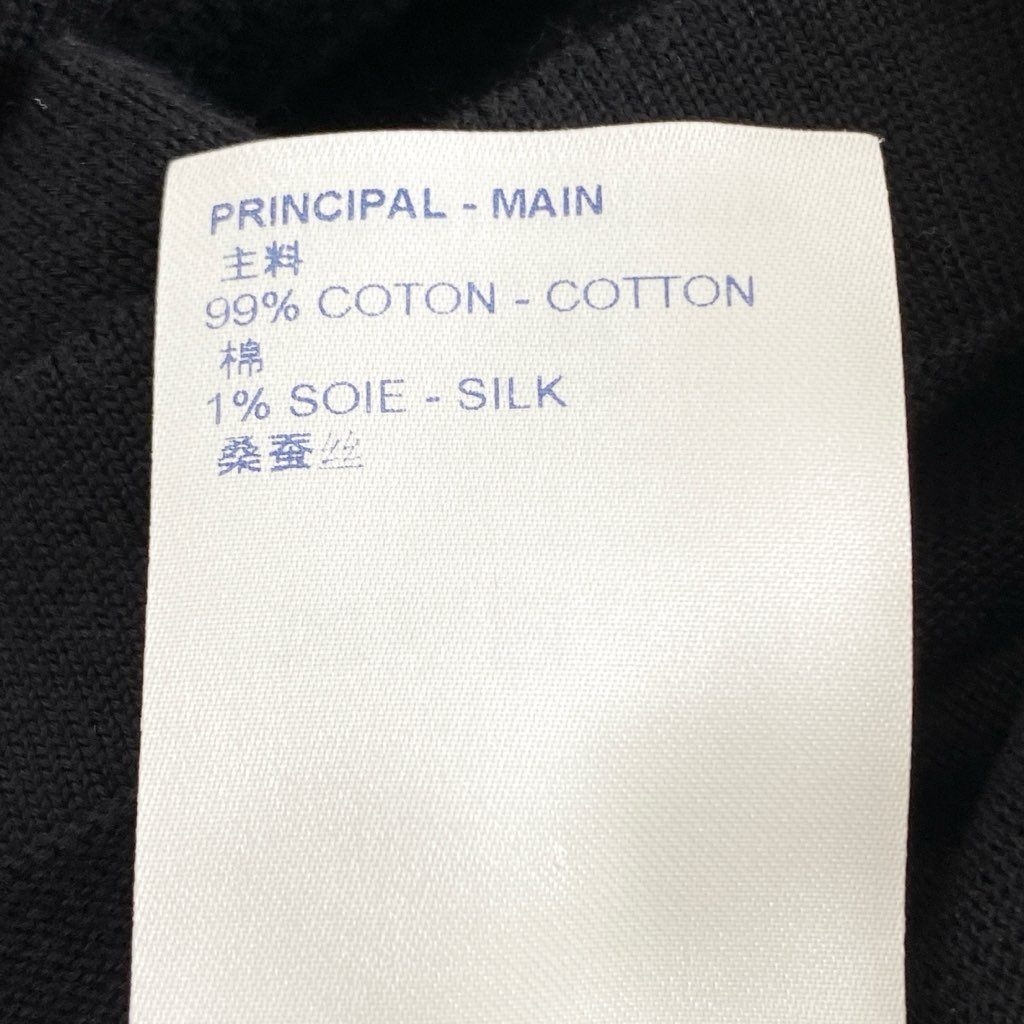 PRINCIPAL - MAIN
主料
99% COTON - COTTON
棉
1% SOIE - SILK
桑蚕丝